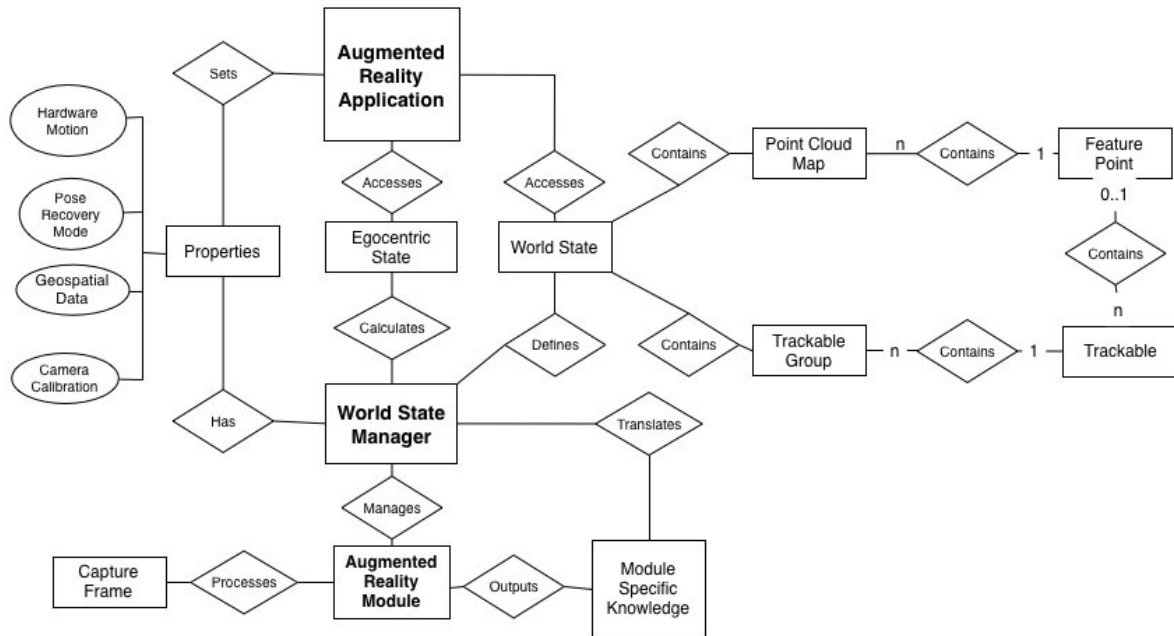 Augmented
Reality
Application
Sets
Hardware
Motion
Pose
Recovery
Mode
Geospatial
Data
Camera
Calibration
Properties
Has
Accesses
Egocentric
State
Calculates
World State
Manager
Accesses
World State
Defines
Contains
Point Cloud
Map
n
Contains
1
Feature
Point
0..1
Contains
n
Trackable
1
Contains
n
Trackable
Group
Contains
Translates
Manages
Capture
Frame
Processes
Augmented
Reality
Module
Outputs
Module
Specific
Knowledge